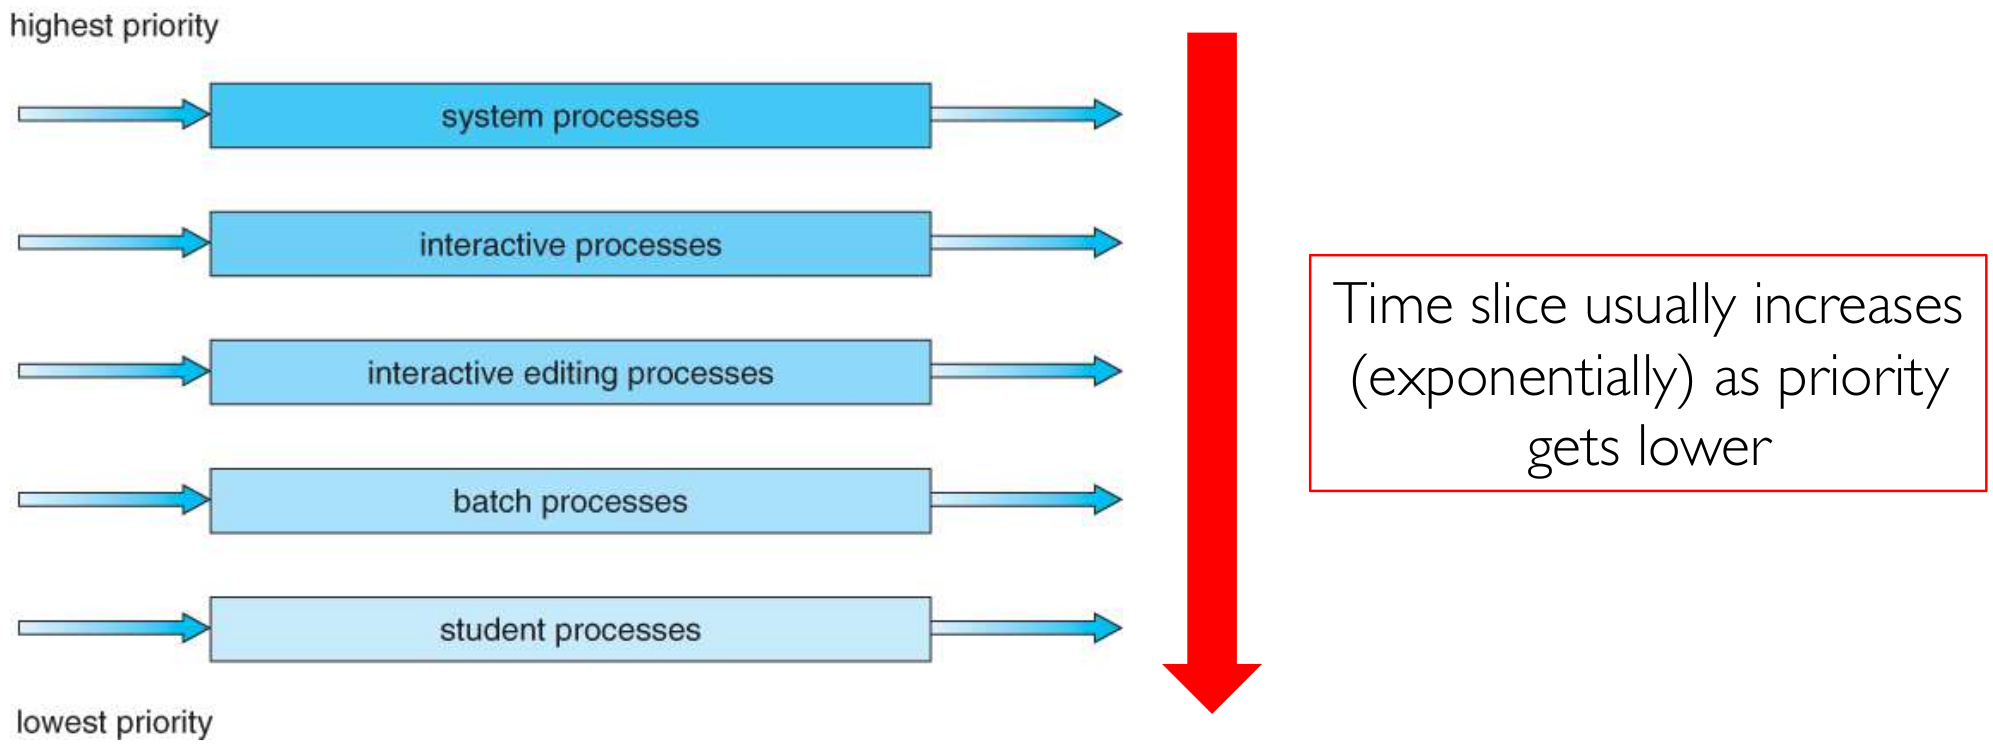 highest priority
system processes
interactive processes
interactive editing processes
batch processes
student processes
lowest priority
Time slice usually increases
(exponentially) as priority
gets lower